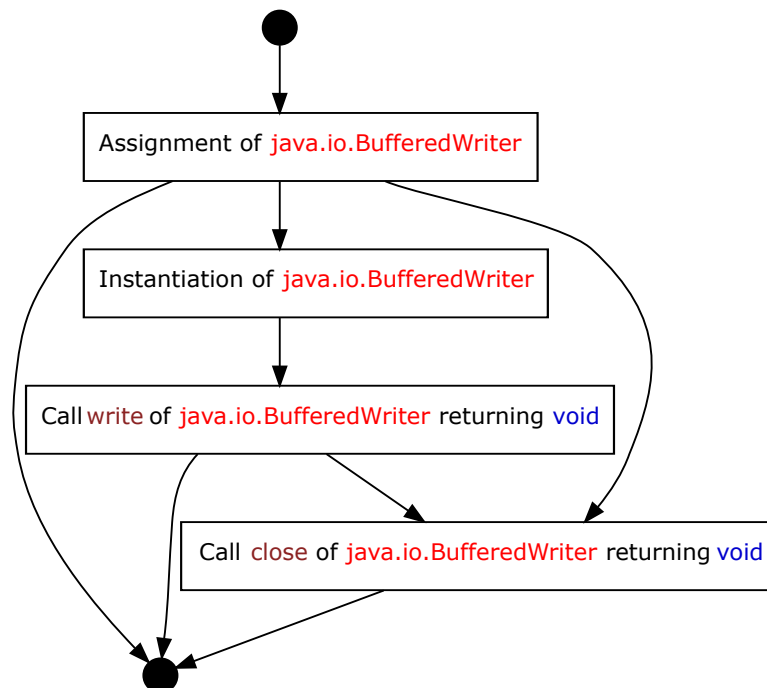 Assignment of java.io.BufferedWriter
Instantiation of java.io.BufferedWriter
Call write of java.io.BufferedWriter returning void
Call close of java.io.BufferedWriter returning void